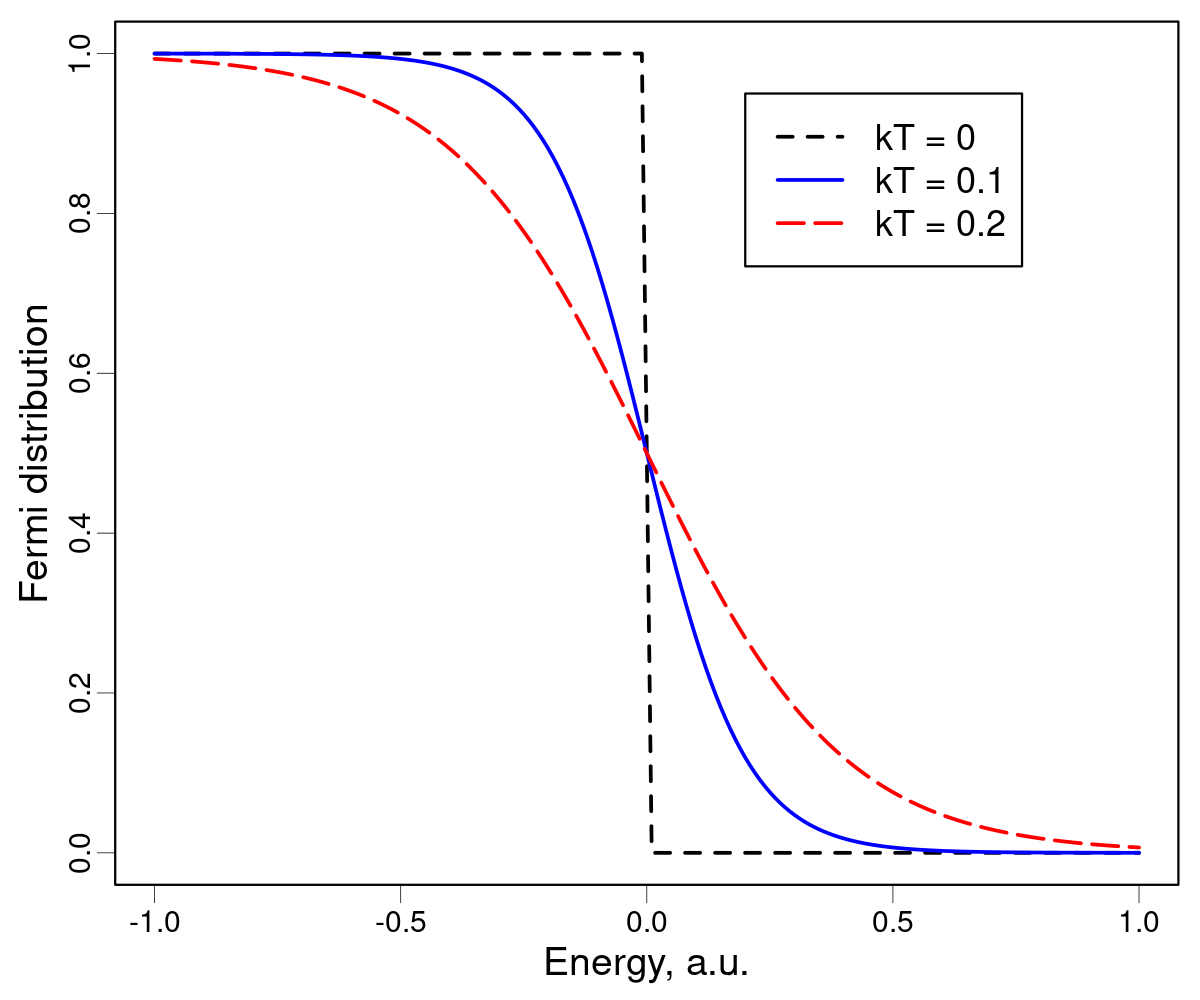 1.0
0.8
0.6
0.4
0.2
0.0
Fermi distribution
kT = 0
kT = 0.1
kT = 0.2
-1.0 -0.5 0.0 0.5 1.0
Energy, a.u.